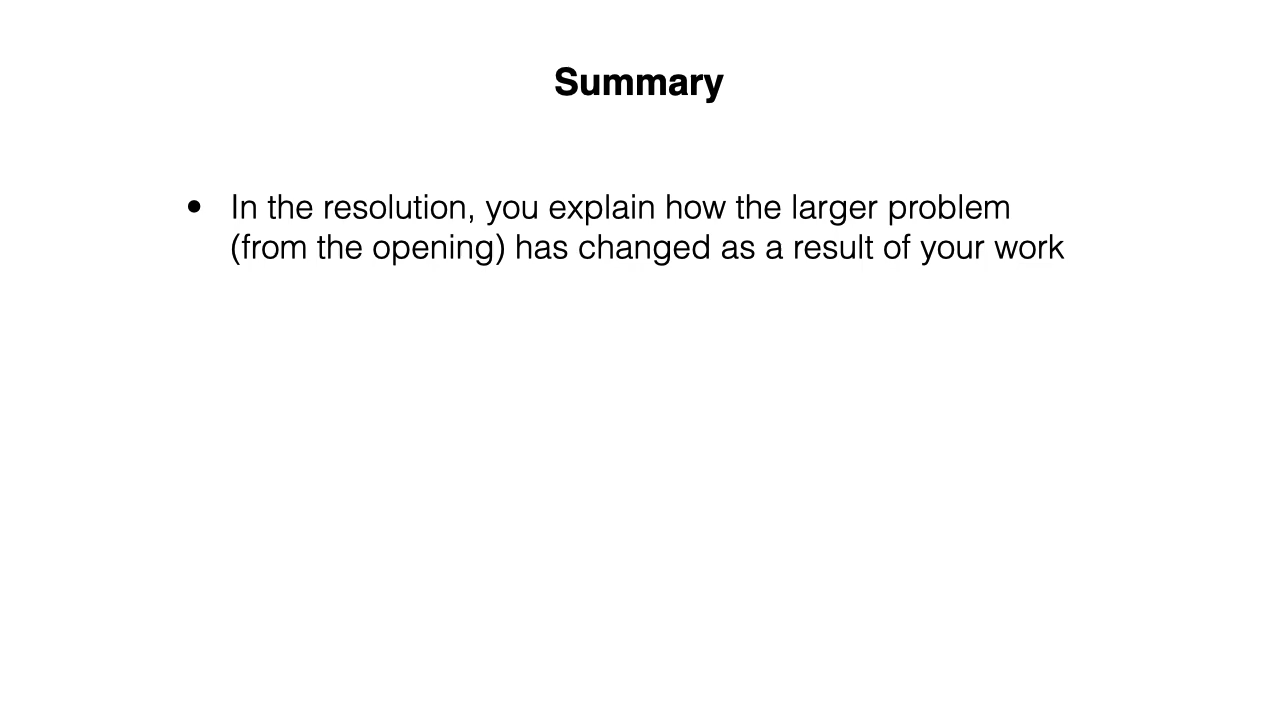 Summary
• In the resolution, you explain how the larger problem
(from the opening) has changed as a result of your work